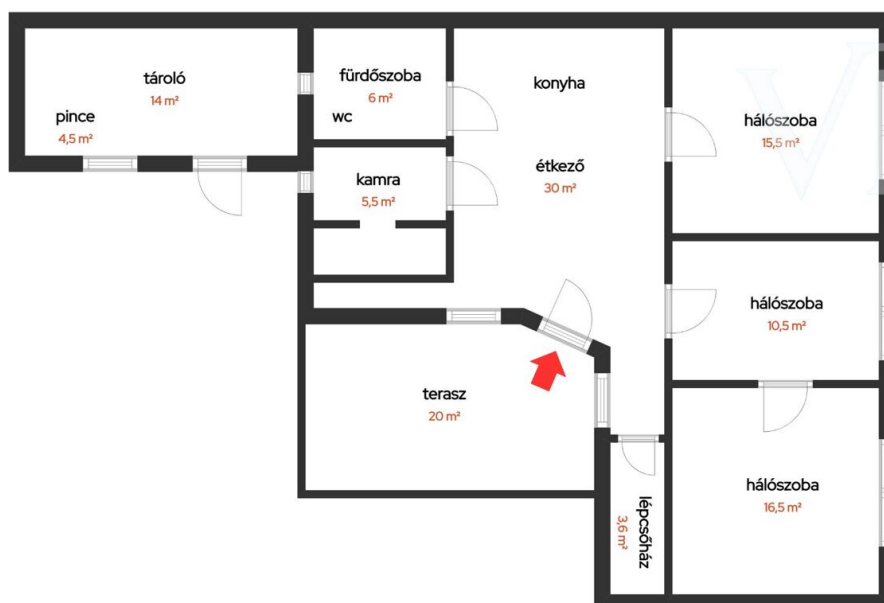 tároló
14 m²
pince
4,5 m²
fürdőszoba
6 m²
wc
konyha
hálószoba
15,5 m²
kamra
5,5 m²
étkező
30 m²
hálószoba
10,5 m²
terasz
20 m²
lépcsőház
3,6 m²
hálószoba
16,5 m²